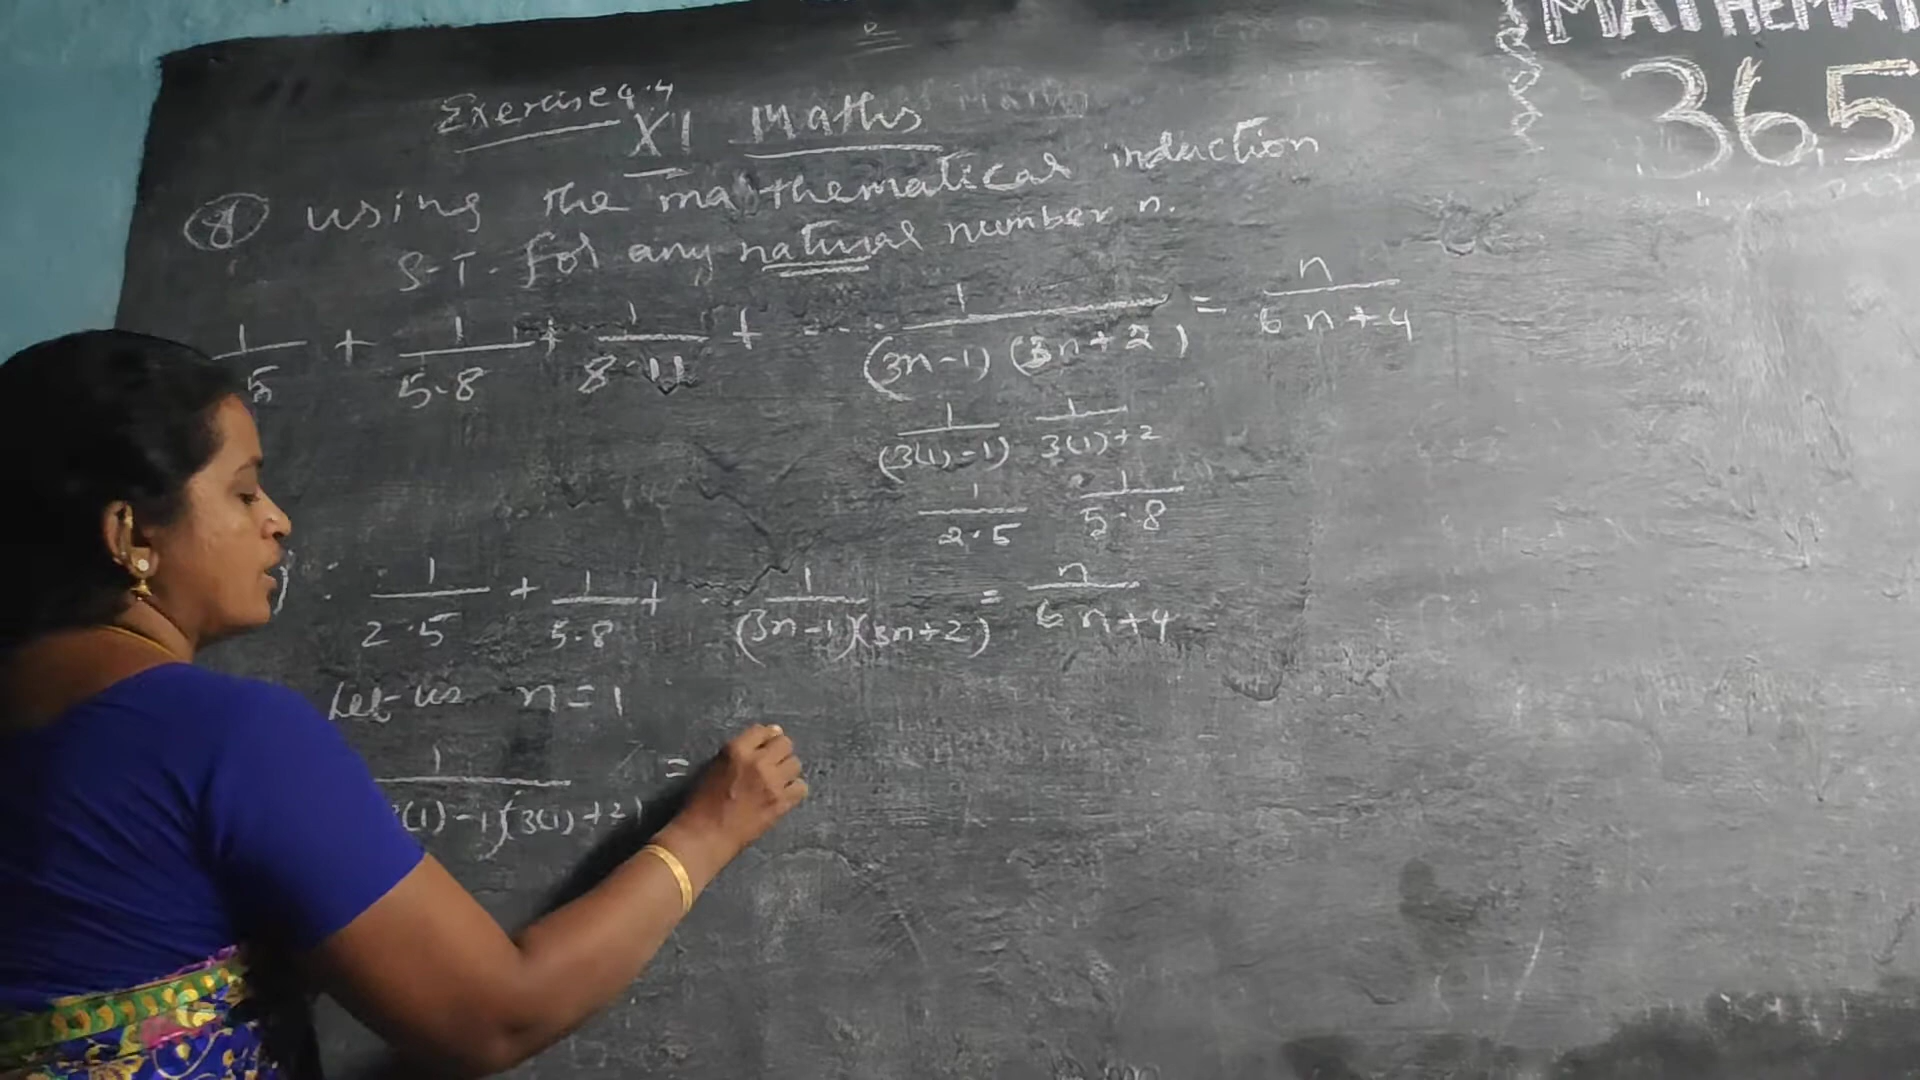 MATHEMAT
365
Exercise 4.4
XI Maths
⑧ using the mathematical induction
S.T. for any natural number n.
1/5 + 1/5.8 + 1/8.11 + - - . 1/(3n-1)(3n+2) = n/6n+4
1/(3(1)-1) 1/3(1)+2
1/2.5 1/5.8
) : 1/2.5 + 1/5.8 + . 1/(3n-1)(3n+2) = n/6n+4
Let us n=1
1/(1)-1)(3(1)+2) =